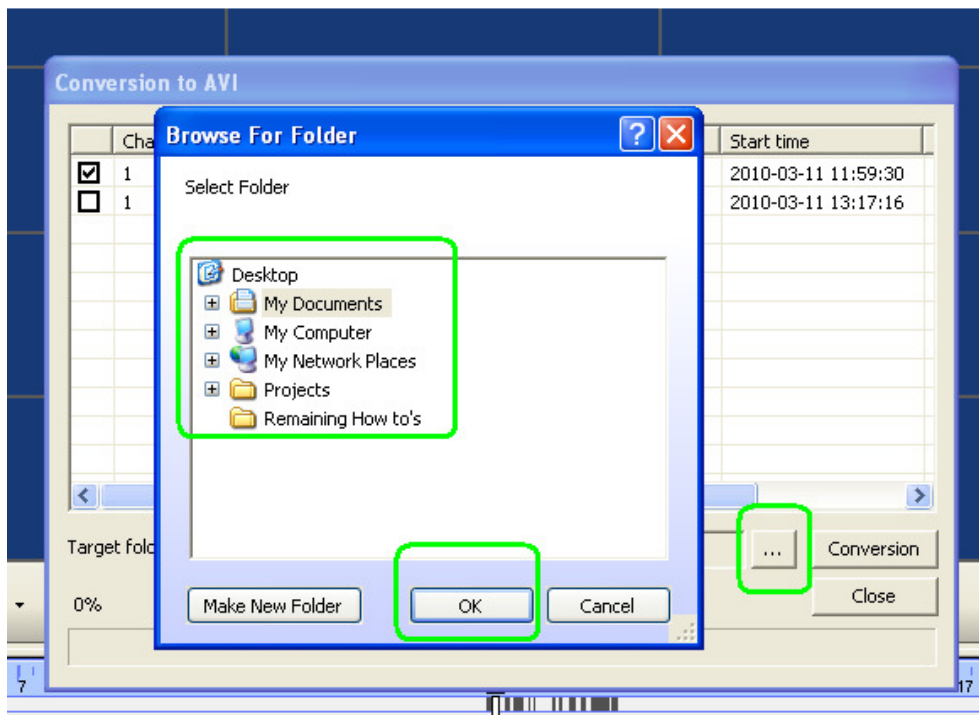 Conversion to AVI
Browse For Folder
Cha
Start time
1
2010-03-11 11:59:30
1
2010-03-11 13:17:16
Select Folder
Desktop
My Documents
My Computer
My Network Places
Projects
Remaining How to's
Target fold
...
Conversion
0%
Make New Folder
OK
Cancel
Close
7
17